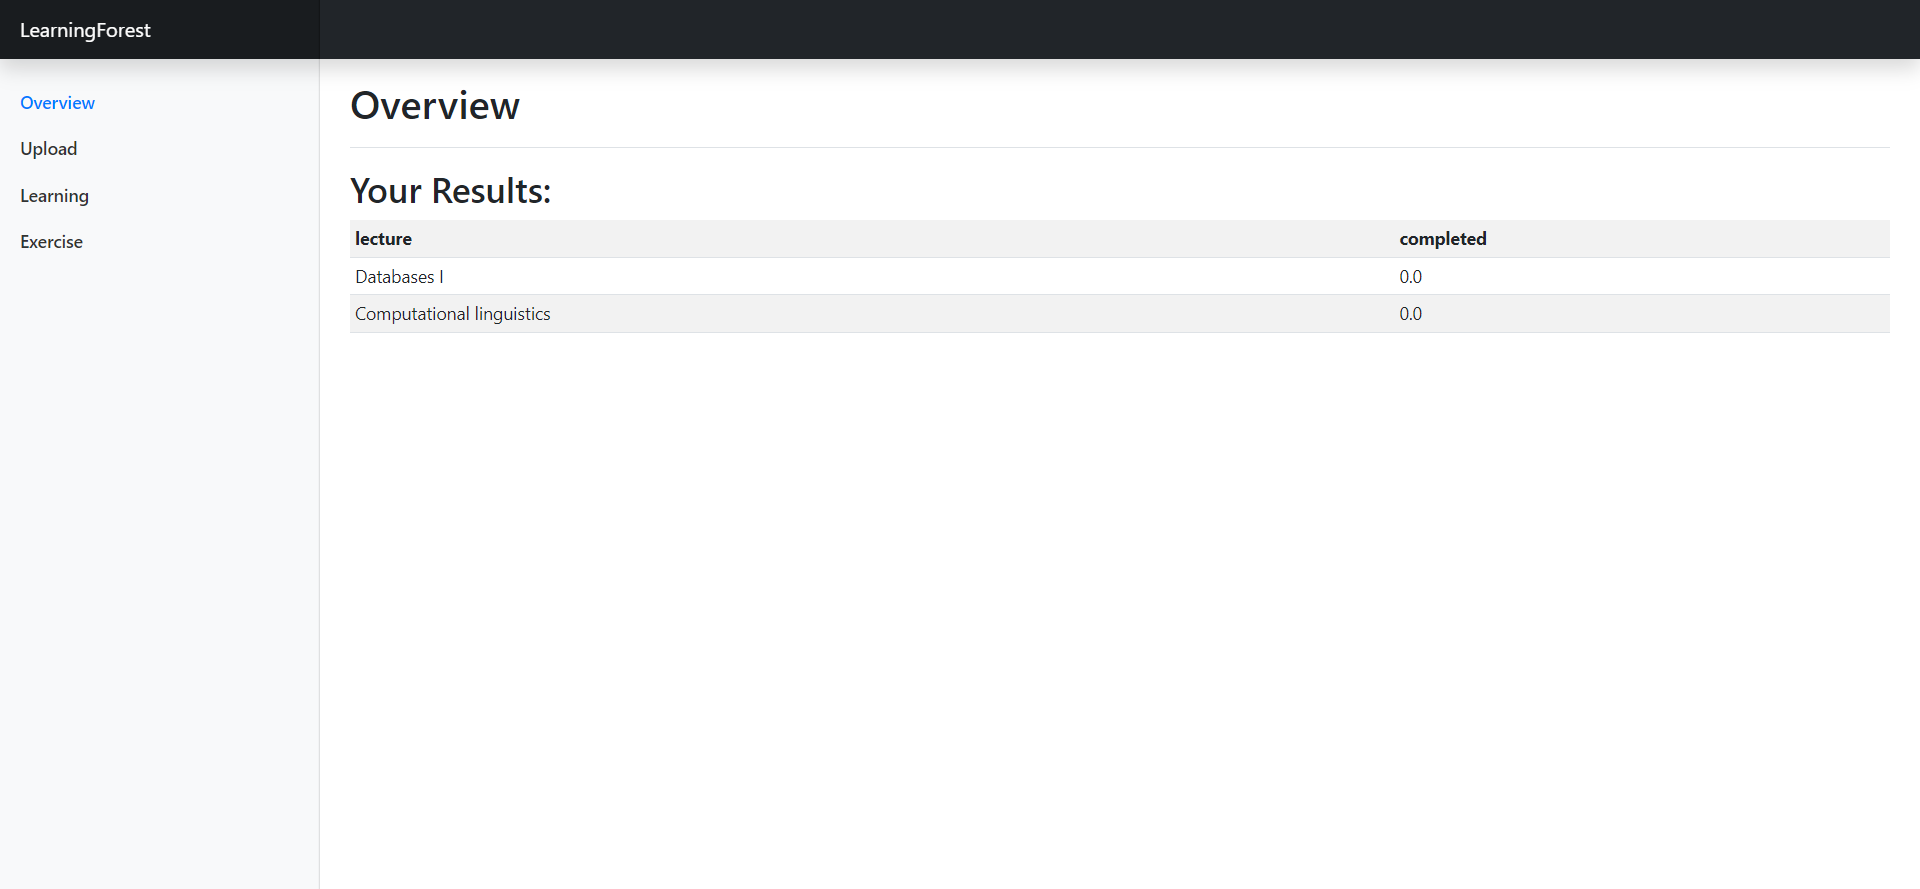 LearningForest
Overview
Upload
Learning
Exercise
Overview
Your Results:
lecture completed
Databases I 0.0
Computational linguistics 0.0